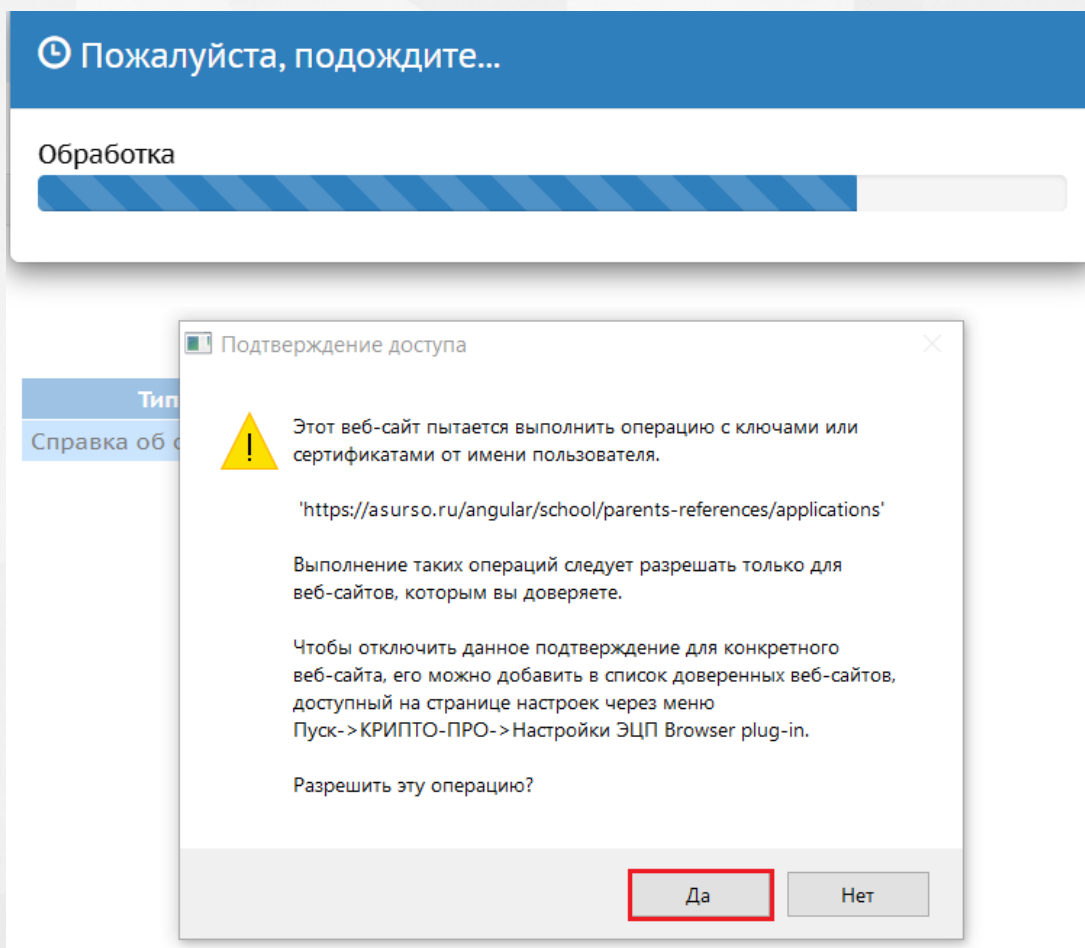 Пожалуйста, подождите...
Обработка
Подтверждение доступа
Тип
Справка об с
!
Этот веб-сайт пытается выполнить операцию с ключами или
сертификатами от имени пользователя.
'https://asurso.ru/angular/school/parents-references/applications'
Выполнение таких операций следует разрешать только для
веб-сайтов, которым вы доверяете.
Чтобы отключить данное подтверждение для конкретного
веб-сайта, его можно добавить в список доверенных веб-сайтов,
доступный на странице настроек через меню
Пуск->КРИПТО-ПРО->Настройки ЭЦП Browser plug-in.
Разрешить эту операцию?
Да
Нет